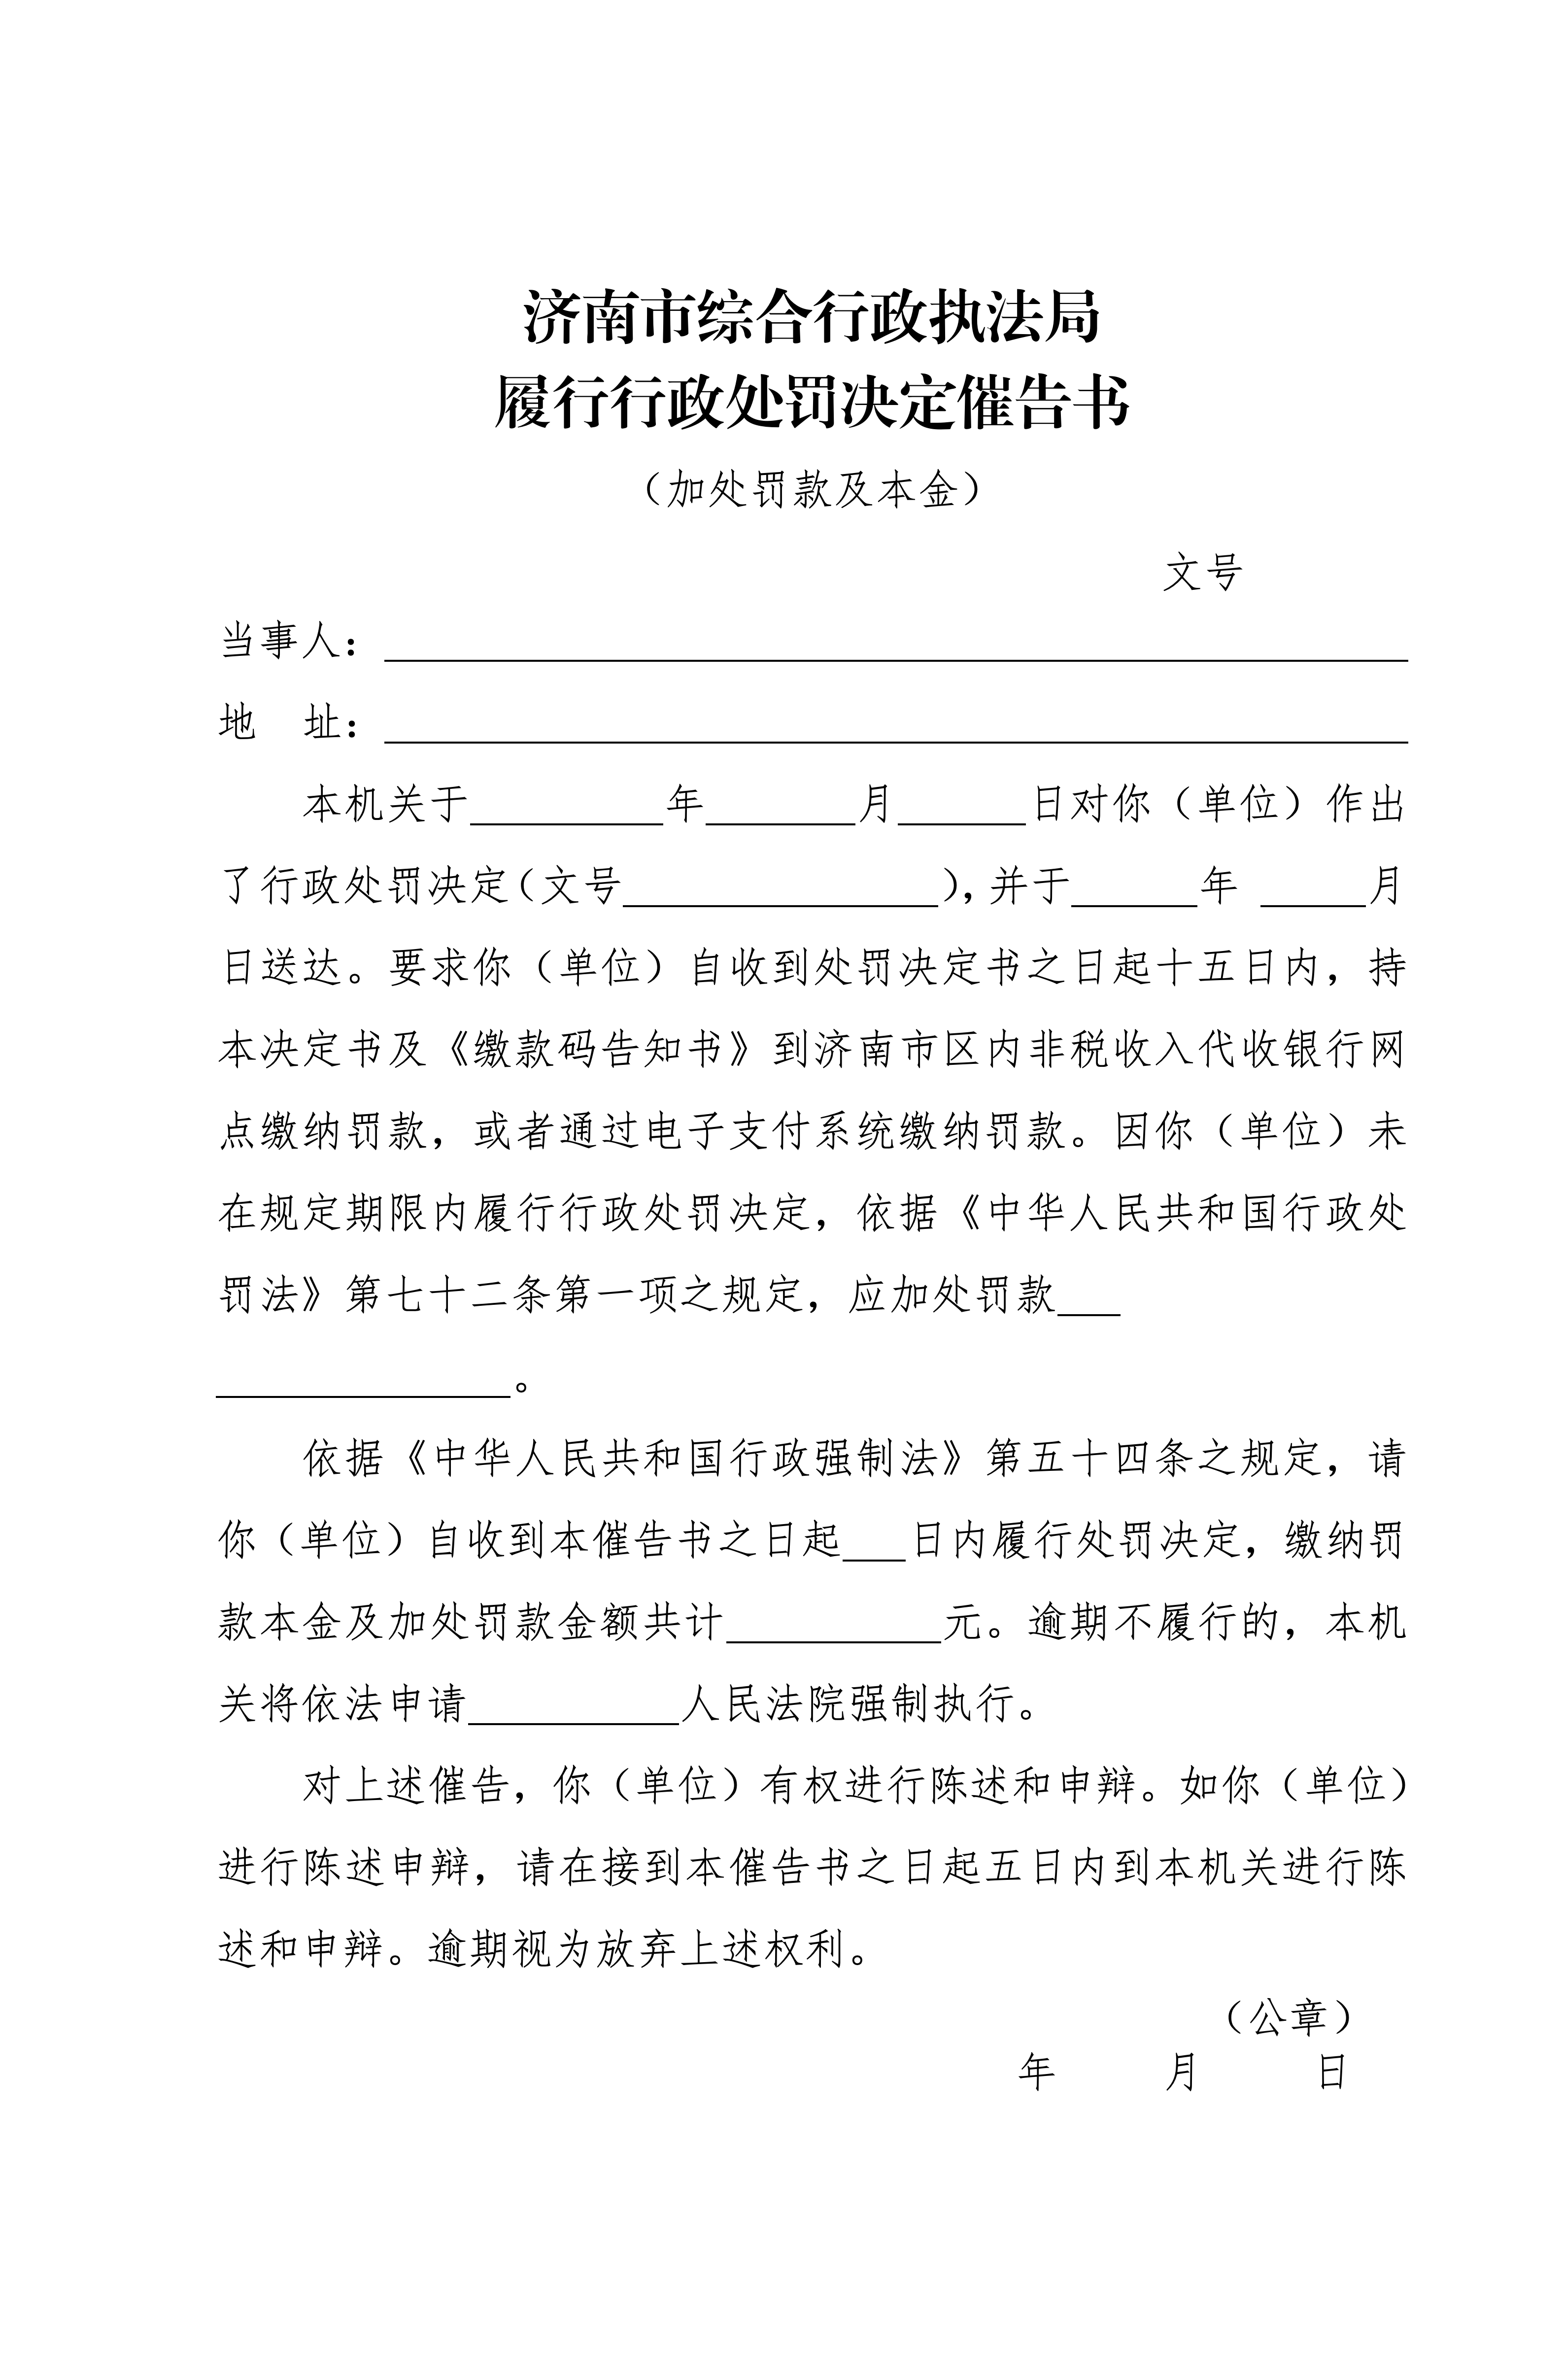 济南市综合行政执法局
履行行政处罚决定催告书
（加处罚款及本金）
文号
当事人：____________________
地　址：____________________
本机关于_________年_______月______日对你（单位）作出
了行政处罚决定（文号_______________），并于______年 _____月
日送达。要求你（单位）自收到处罚决定书之日起十五日内，持
本决定书及《缴款码告知书》到济南市区内非税收入代收银行网
点缴纳罚款，或者通过电子支付系统缴纳罚款。因你（单位）未
在规定期限内履行行政处罚决定，依据《中华人民共和国行政处
罚法》第七十二条第一项之规定，应加处罚款___
______________。
依据《中华人民共和国行政强制法》第五十四条之规定，请
你（单位）自收到本催告书之日起___日内履行处罚决定，缴纳罚
款本金及加处罚款金额共计__________元。逾期不履行的，本机
关将依法申请__________人民法院强制执行。
对上述催告，你（单位）有权进行陈述和申辩。如你（单位）
进行陈述申辩，请在接到本催告书之日起五日内到本机关进行陈
述和申辩。逾期视为放弃上述权利。
（公章）
年　　月　　日